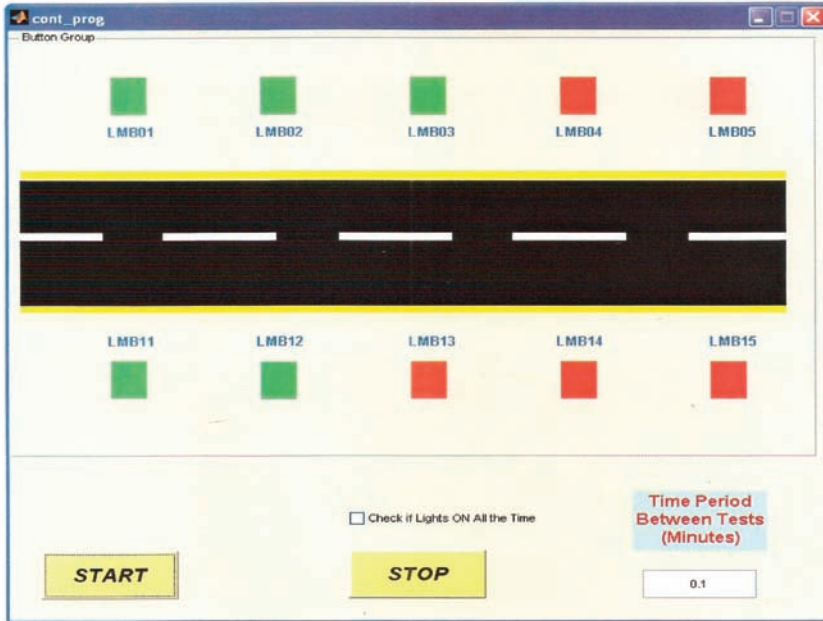 cont_prog
Button Group
LMB01 LMB02 LMB03 LMB04 LMB05
LMB11 LMB12 LMB13 LMB14 LMB15
Check if Lights ON All the Time
Time Period
Between Tests
(Minutes)
START STOP
0.1